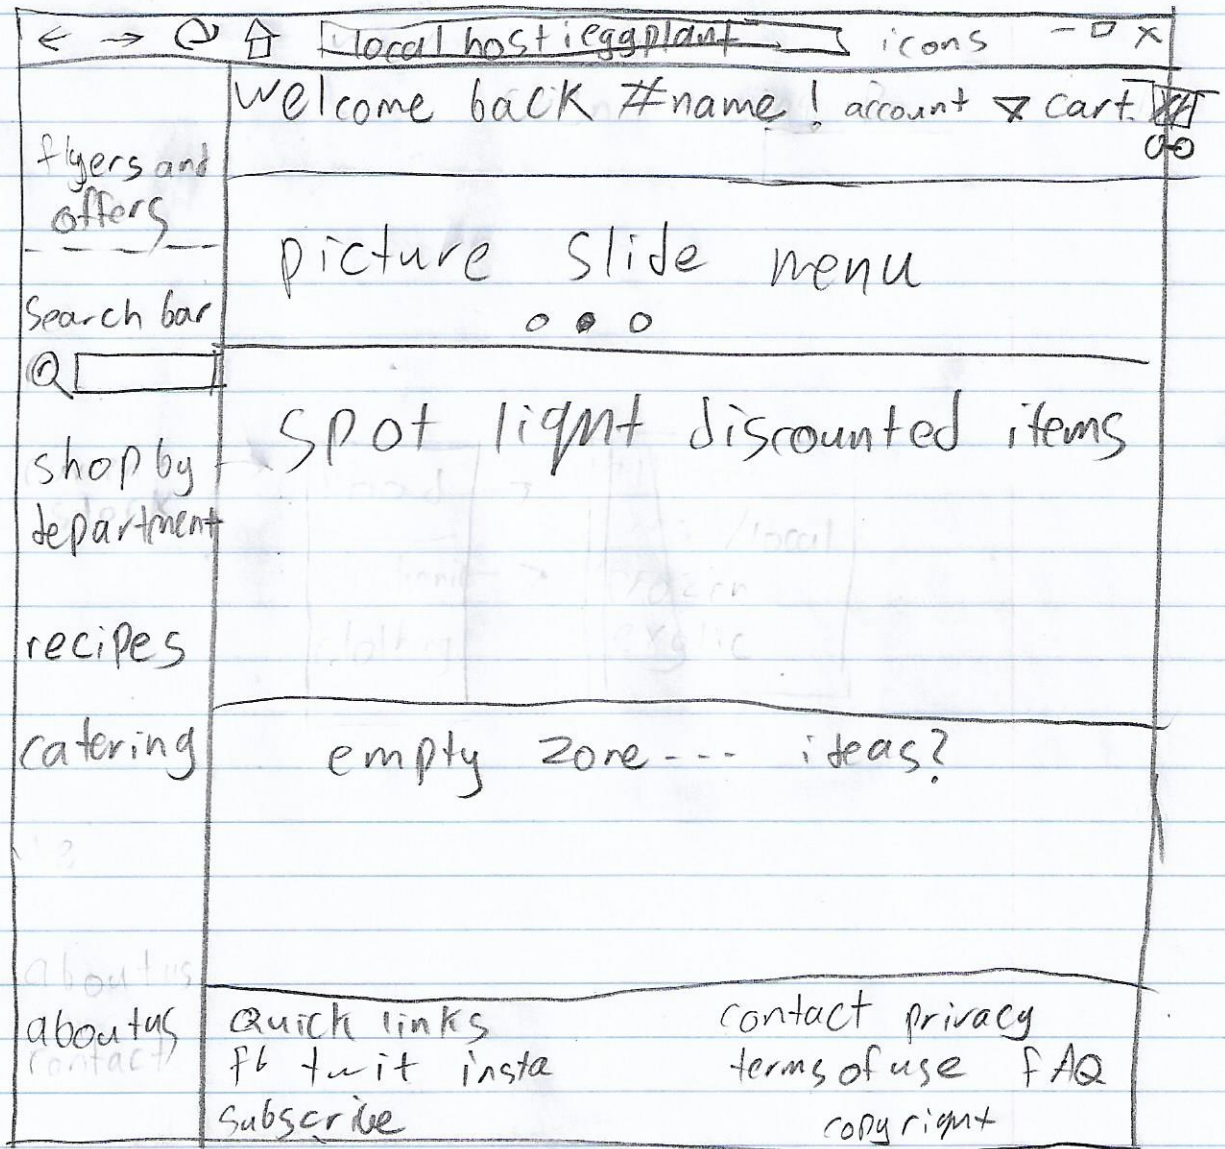 localhost:eggplant icons
Welcome back #name! account cart
flyers and
offers
picture slide menu
Search bar
spot light discounted items
shop by
department
recipes
catering
empty zone--- ideas?
about us
Quick links
fb twit insta
subscribe
contact privacy
terms of use FAQ
copyright